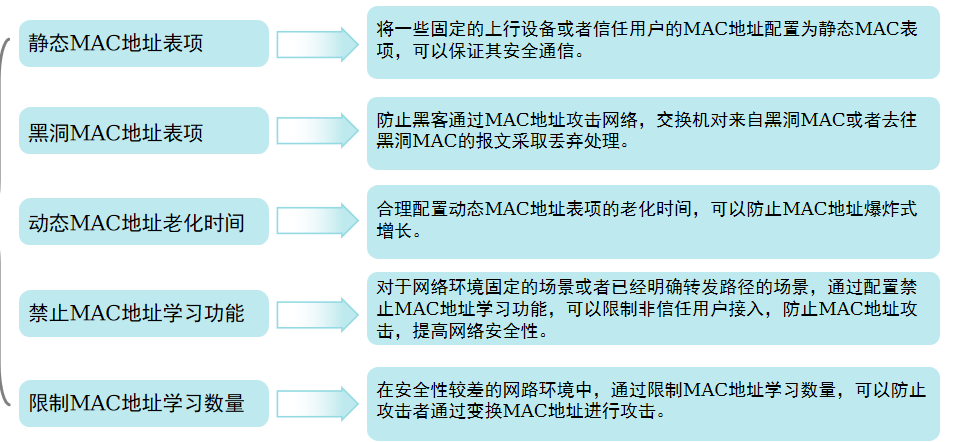 静态MAC地址表项
将一些固定的上行设备或者信任用户的MAC地址配置为静态MAC表
项，可以保证其安全通信。
黑洞MAC地址表项
防止黑客通过MAC地址攻击网络，交换机对来自黑洞MAC或者去往
黑洞MAC的报文采取丢弃处理。
动态MAC地址老化时间
合理配置动态MAC地址表项的老化时间，可以防止MAC地址爆炸式
增长。
禁止MAC地址学习功能
对于网络环境固定的场景或者已经明确转发路径的场景，通过配置禁
止MAC地址学习功能，可以限制非信任用户接入，防止MAC地址攻
击，提高网络安全性。
限制MAC地址学习数量
在安全性较差的网路环境中，通过限制MAC地址学习数量，可以防止
攻击者通过变换MAC地址进行攻击。